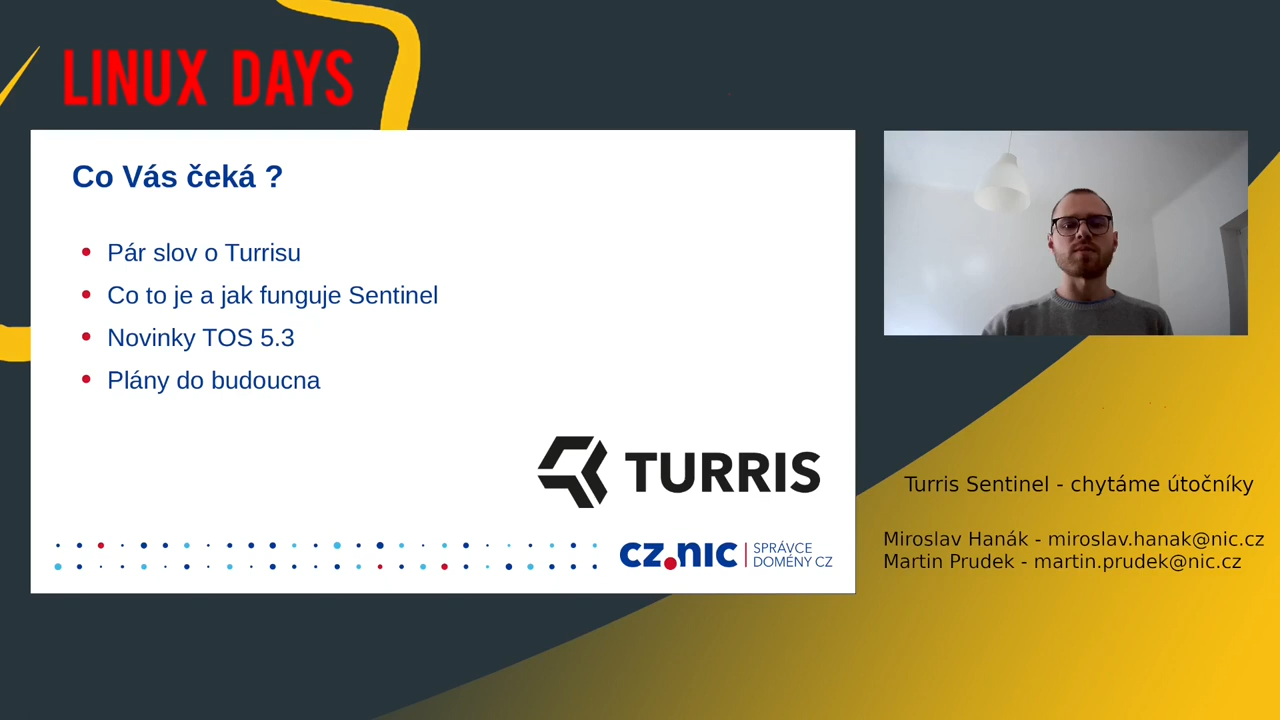 LINUX DAYS
Co Vás čeká ?
Pár slov o Turrisu
Co to je a jak funguje Sentinel
Novinky TOS 5.3
Plány do budoucna
TURRIS
CZ.NIC SPRÁVCE
DOMÉNY CZ
Turris Sentinel - chytáme útočníky
Miroslav Hanák - miroslav.hanak@nic.cz
Martin Prudek - martin.prudek@nic.cz